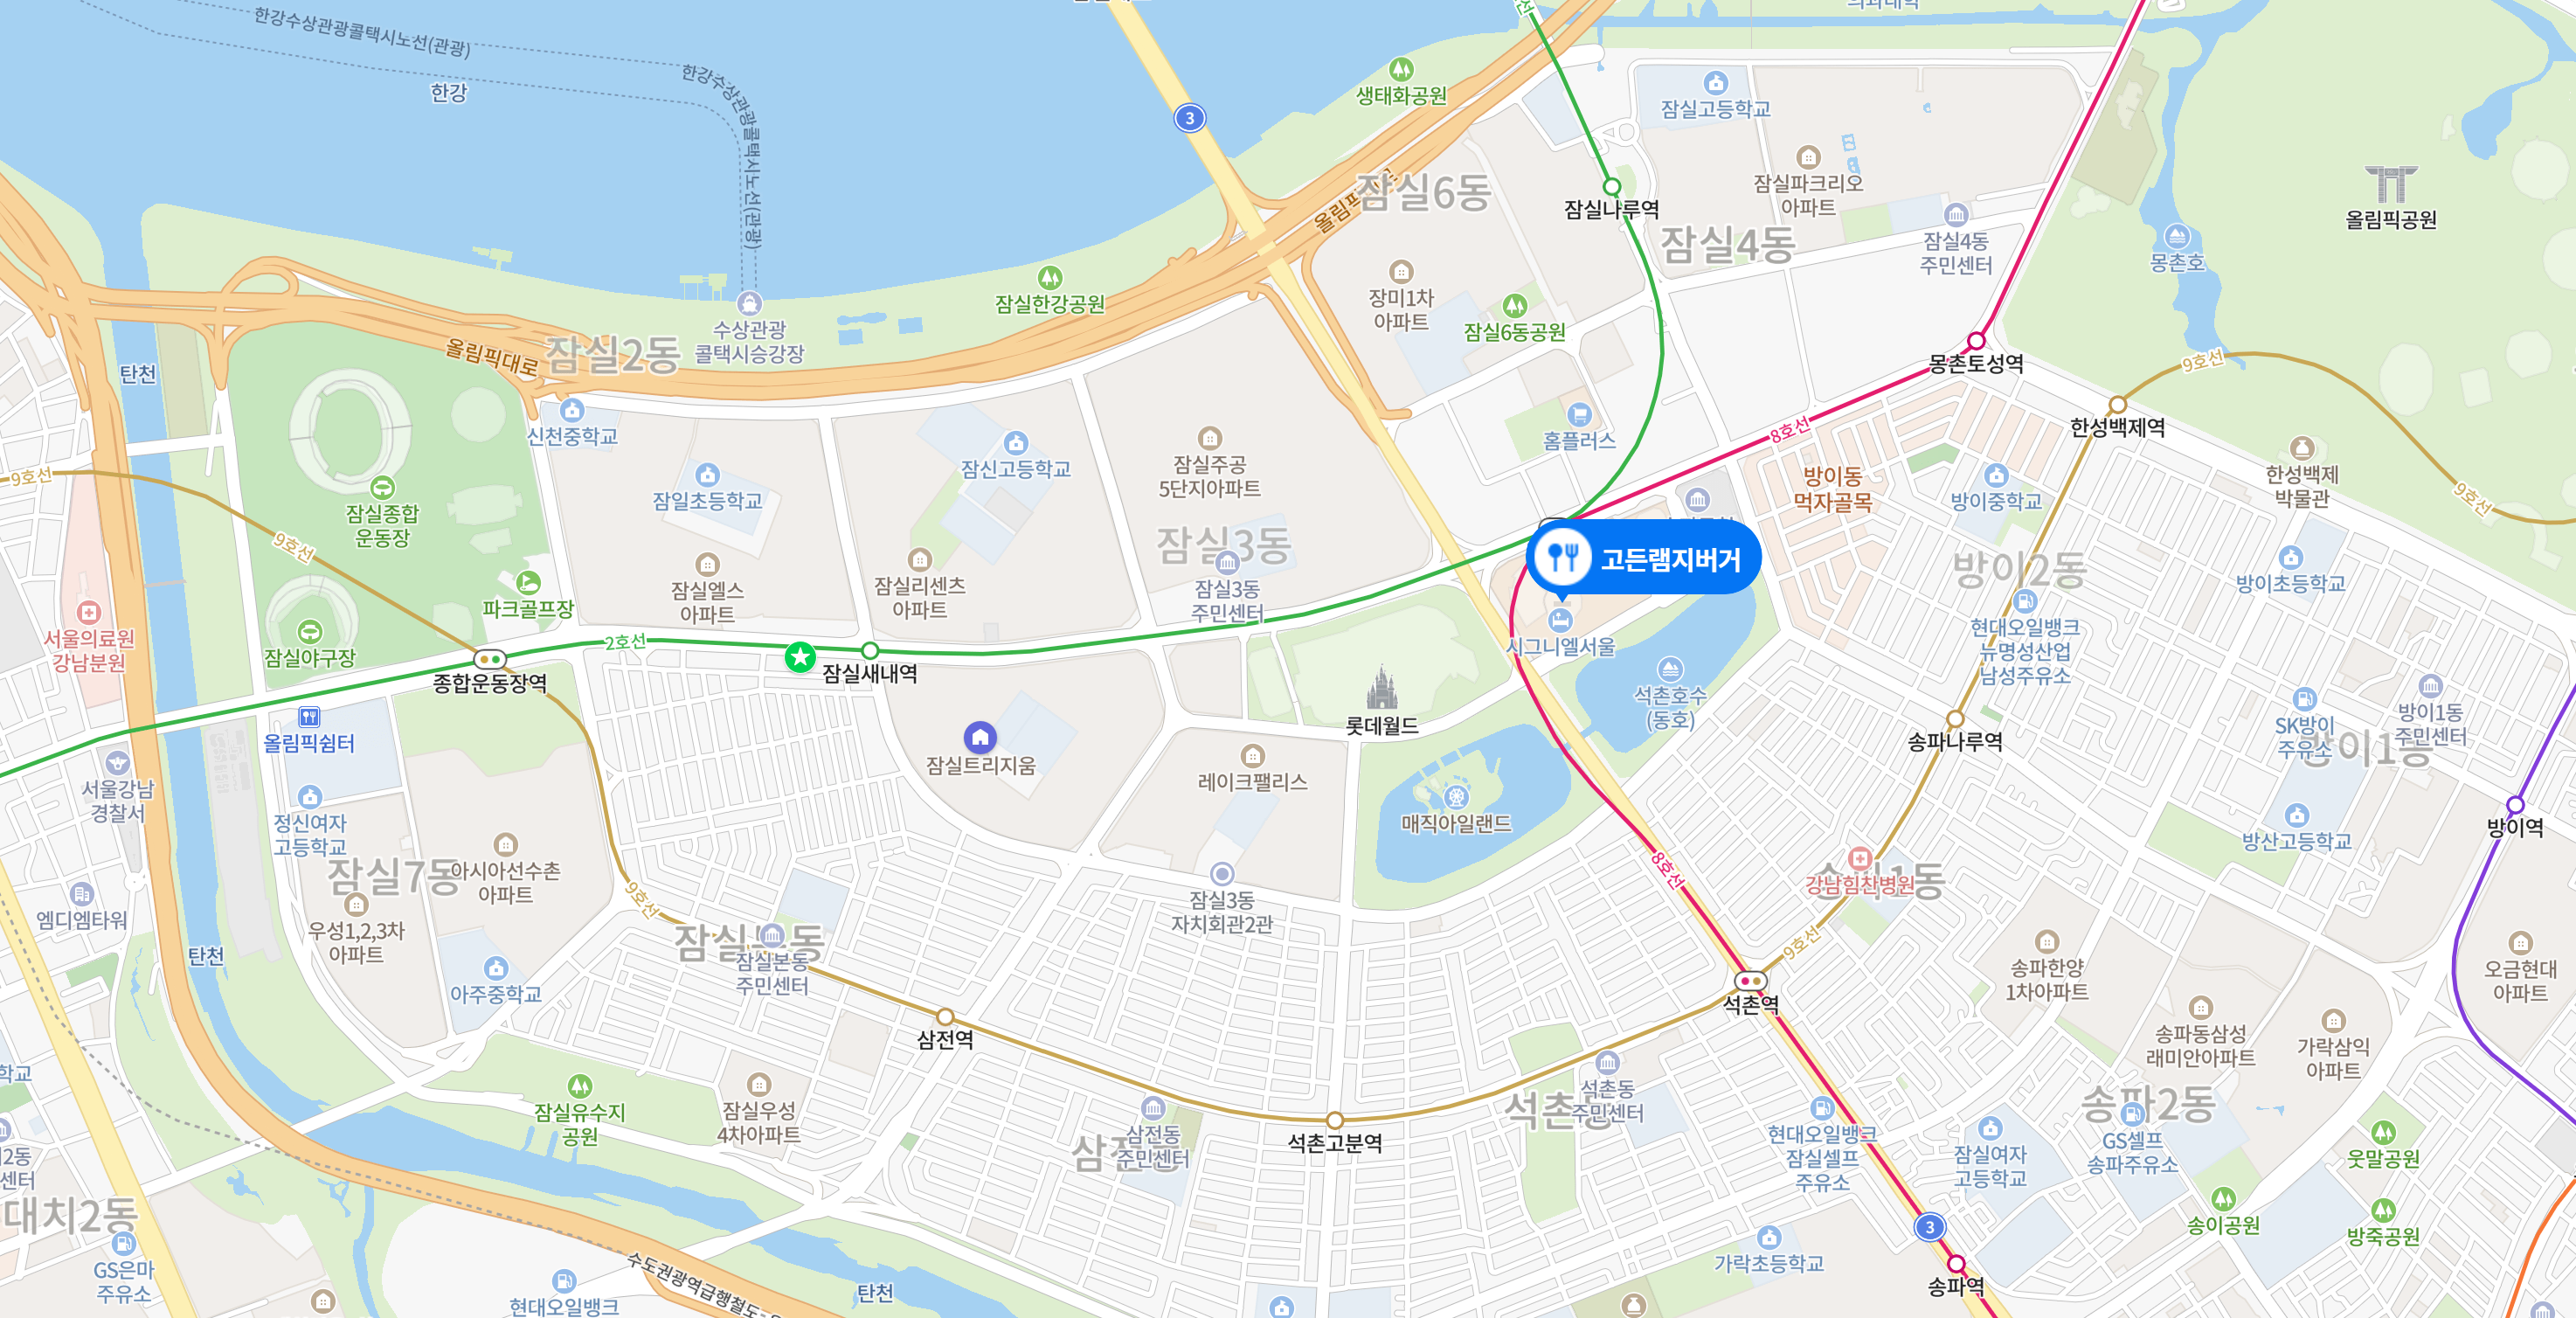 한강수상관광콜택시노선(관광)
한강
한강수상관광콜택시노선(관광)
3
생태화공원
잠실고등학교
잠실파크리오
아파트
잠실6동
잠실나루역
잠실4동
잠실4동
주민센터
올림픽공원
몽촌호
잠실한강공원
장미1차
아파트
잠실6동공원
수상관광
콜택시승강장
잠실2동
올림픽대로
탄천
몽촌토성역
9호선
한성백제역
신천중학교
잠일초등학교
잠신고등학교
잠실주공
5단지아파트
홈플러스
8호선
방이동
먹자골목
방이중학교
한성백제
박물관
9호선
9호선
잠실종합
운동장
9호선
잠실3동
고든램지버거
방이2동
방이초등학교
파크골프장
잠실엘스
아파트
잠실리센츠
아파트
잠실3동
주민센터
서울의료원
강남분원
잠실야구장
2호선
시그니엘서울
현대오일뱅크
뉴명성산업
남성주유소
종합운동장역
잠실새내역
석촌호수
(동호)
롯데월드
올림픽쉼터
잠실트리지움
레이크팰리스
송파나루역
SK방이
주유소
방이1동
주민센터
방이1동
서울강남
경찰서
정신여자
고등학교
매직아일랜드
방산고등학교
방이역
잠실7동
아시아선수촌
아파트
8호선
강남힘찬병원
엠디엠타워
우성1,2,3차
아파트
9호선
잠실3동
자치회관2관
탄천
잠실본동
주민센터
9호선
아주중학교
송파한양
1차아파트
오금현대
아파트
석촌역
삼전역
송파동삼성
래미안아파트
가락삼익
아파트
잠실유수지
공원
잠실우성
4차아파트
석촌동
주민센터
송파2동
삼전동
주민센터
석촌고분역
현대오일뱅크
잠실셀프
주유소
잠실여자
고등학교
GS셀프
송파주유소
웃말공원
대치2동
3
송이공원
방죽공원
GS은마
주유소
가락초등학교
수도권광역급행철도
현대오일뱅크
탄천
송파역